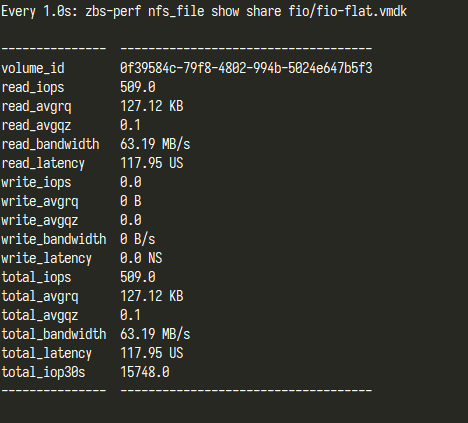 Every 1.0s: zbs-perf nfs_file show share fio/fio-flat.vmdk
--------------- ------------------------------------
volume_id 0f39584c-79f8-4802-994b-5024e647b5f3
read_iops 509.0
read_avgrq 127.12 KB
read_avgqz 0.1
read_bandwidth 63.19 MB/s
read_latency 117.95 US
write_iops 0.0
write_avgrq 0 B
write_avgqz 0.0
write_bandwidth 0 B/s
write_latency 0.0 NS
total_iops 509.0
total_avgrq 127.12 KB
total_avgqz 0.1
total_bandwidth 63.19 MB/s
total_latency 117.95 US
total_iop30s 15748.0
--------------- ------------------------------------